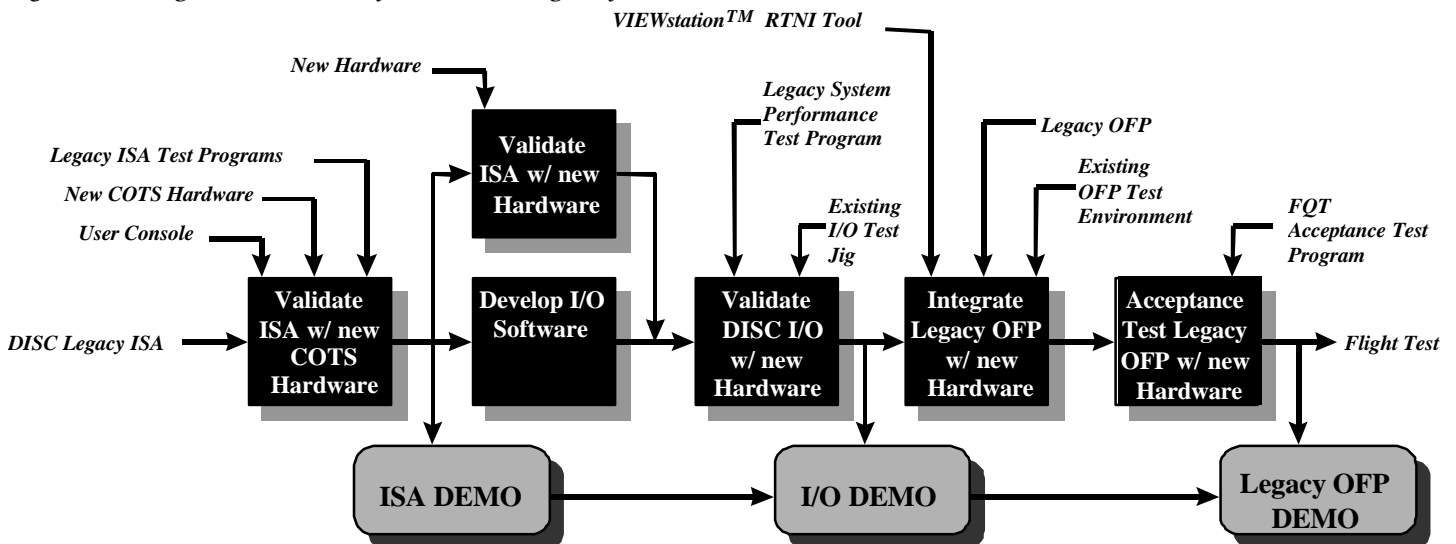 VIEWstation™ RTNI Tool
New Hardware
Legacy System
Performance
Test Program
Legacy OFP
Validate
ISA w/ new
Hardware
Legacy ISA Test Programs
New COTS Hardware
User Console
Existing
I/O Test
Jig
Existing
OFP Test
Environment
FQT
Acceptance Test
Program
DISC Legacy ISA
Validate
ISA w/ new
COTS
Hardware
Develop I/O
Software
Validate
DISC I/O
w/ new
Hardware
Integrate
Legacy OFP
w/ new
Hardware
Acceptance
Test Legacy
OFP w/ new
Hardware
Flight Test
ISA DEMO
I/O DEMO
Legacy OFP
DEMO